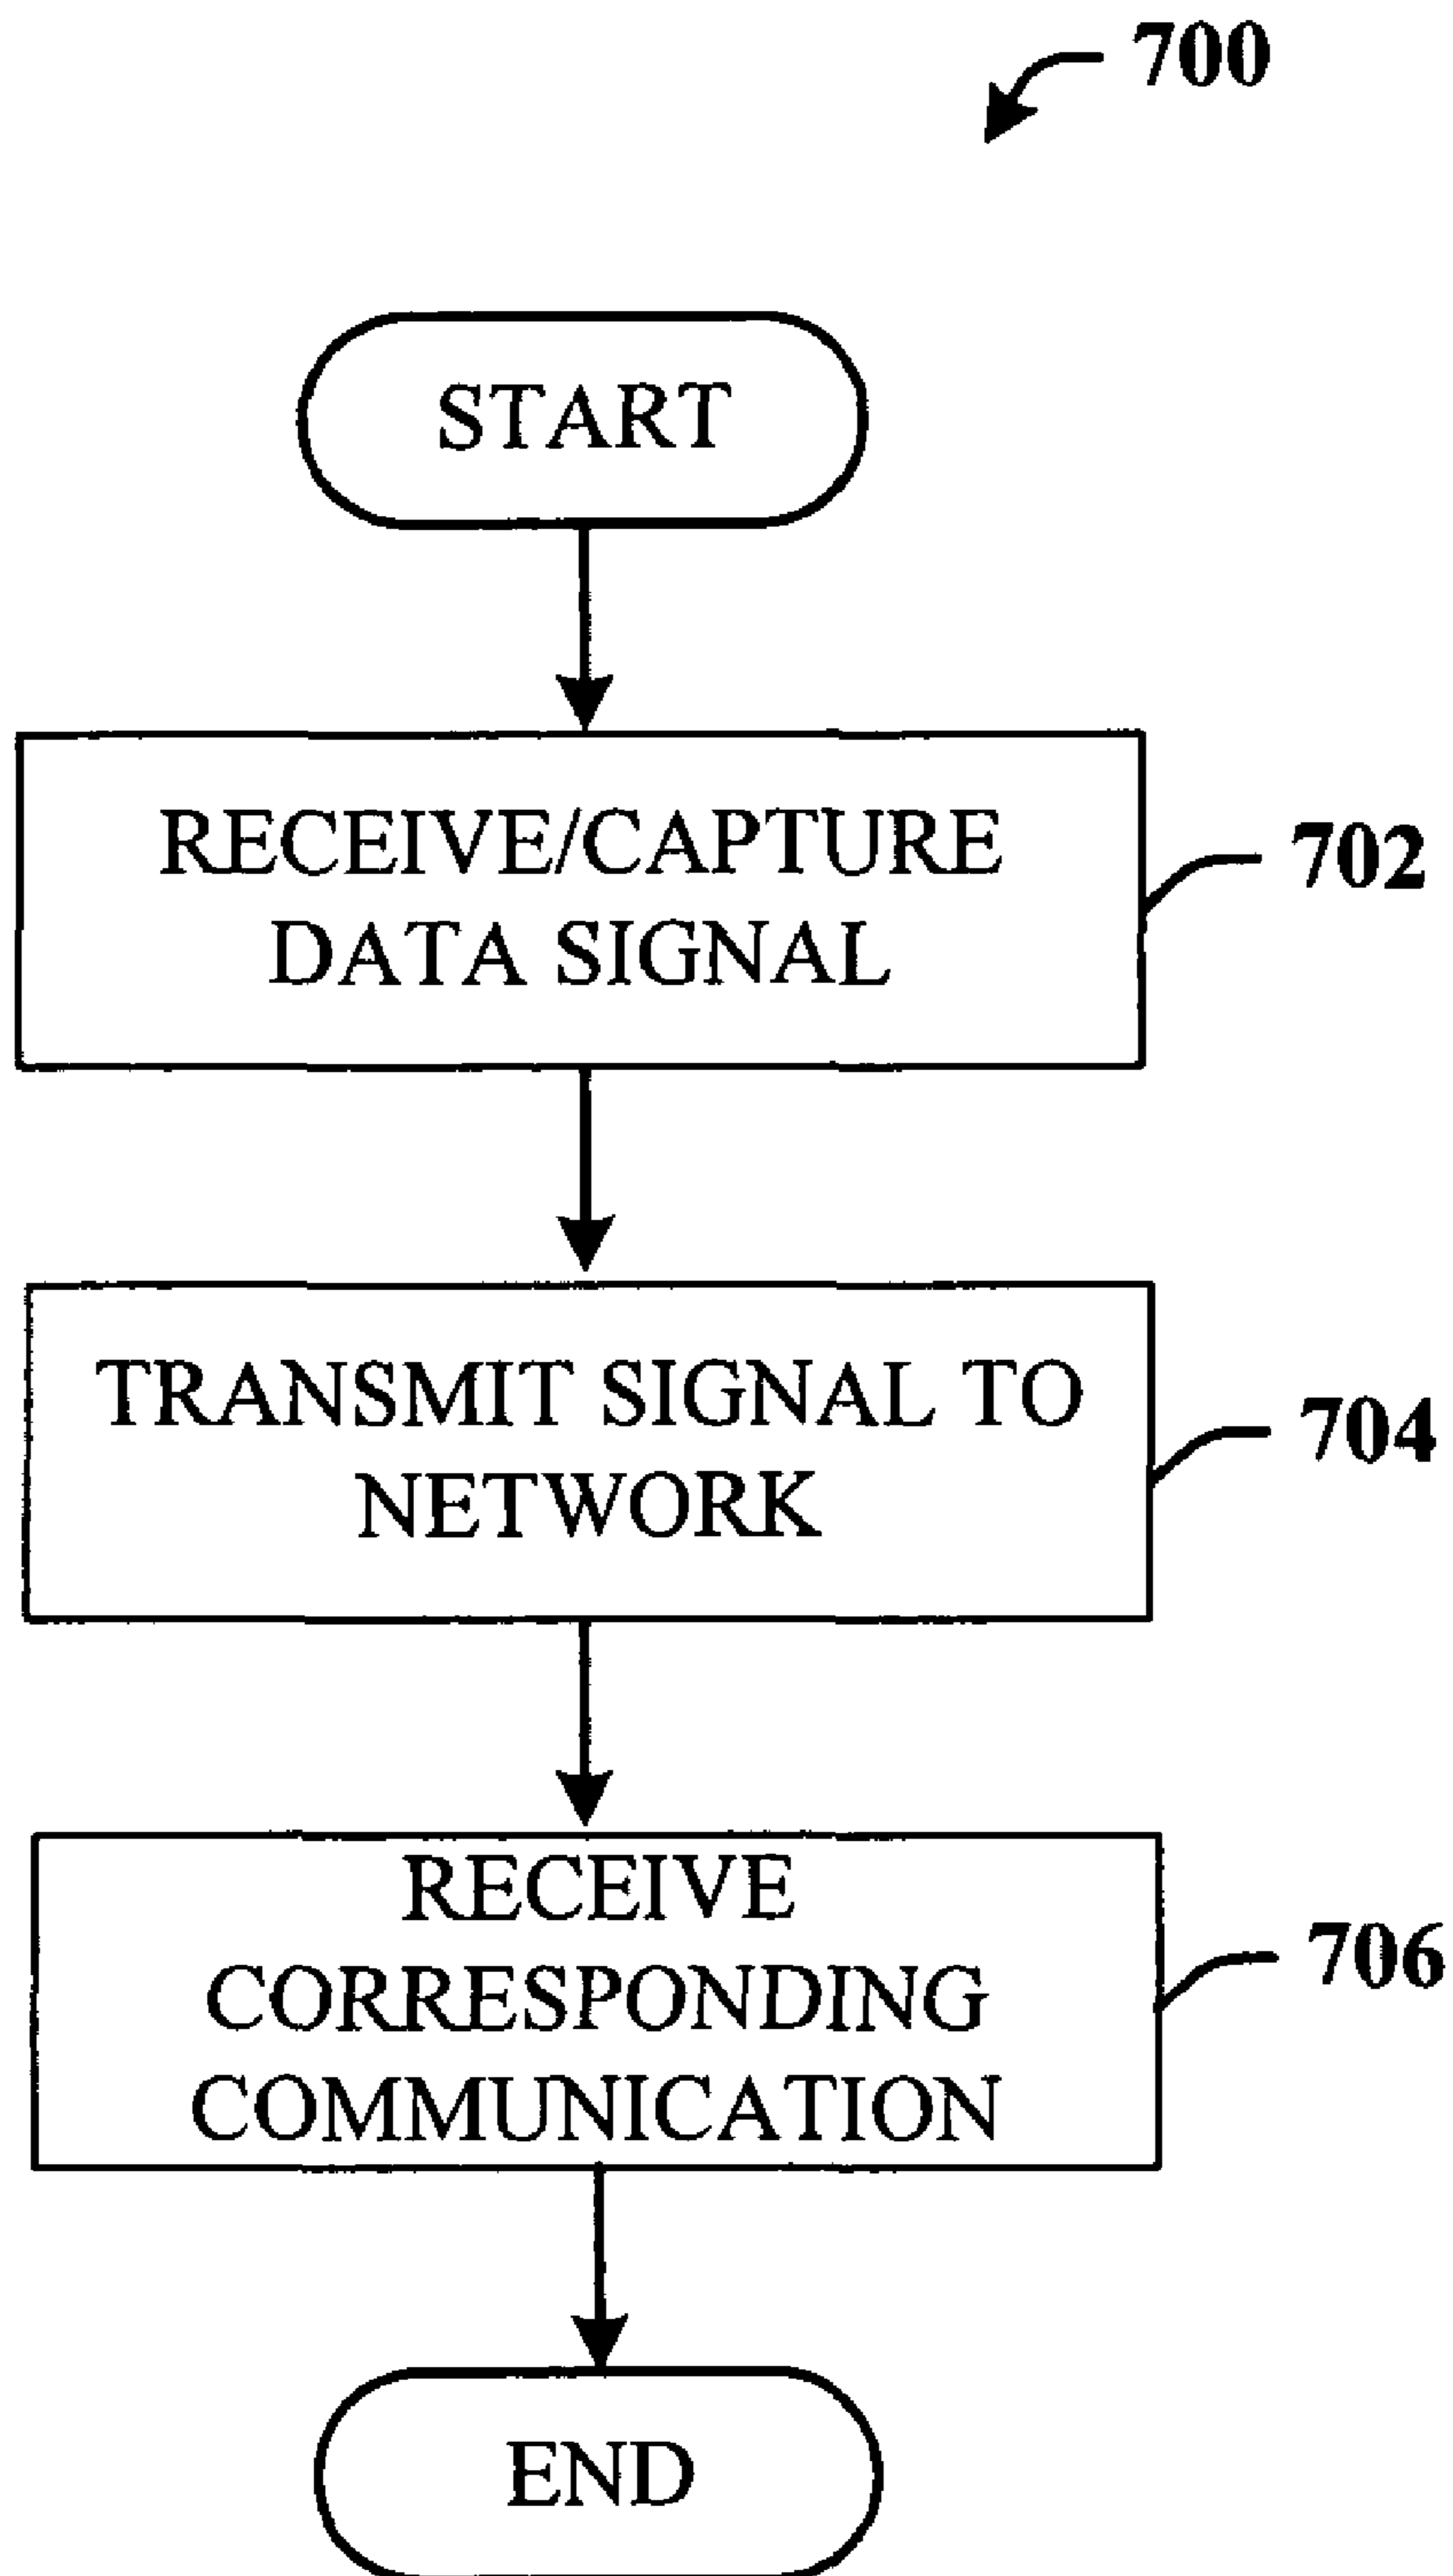 700
START
RECEIVE/CAPTURE
DATA SIGNAL
702
TRANSMIT SIGNAL TO
NETWORK
704
RECEIVE
CORRESPONDING
COMMUNICATION
706
END